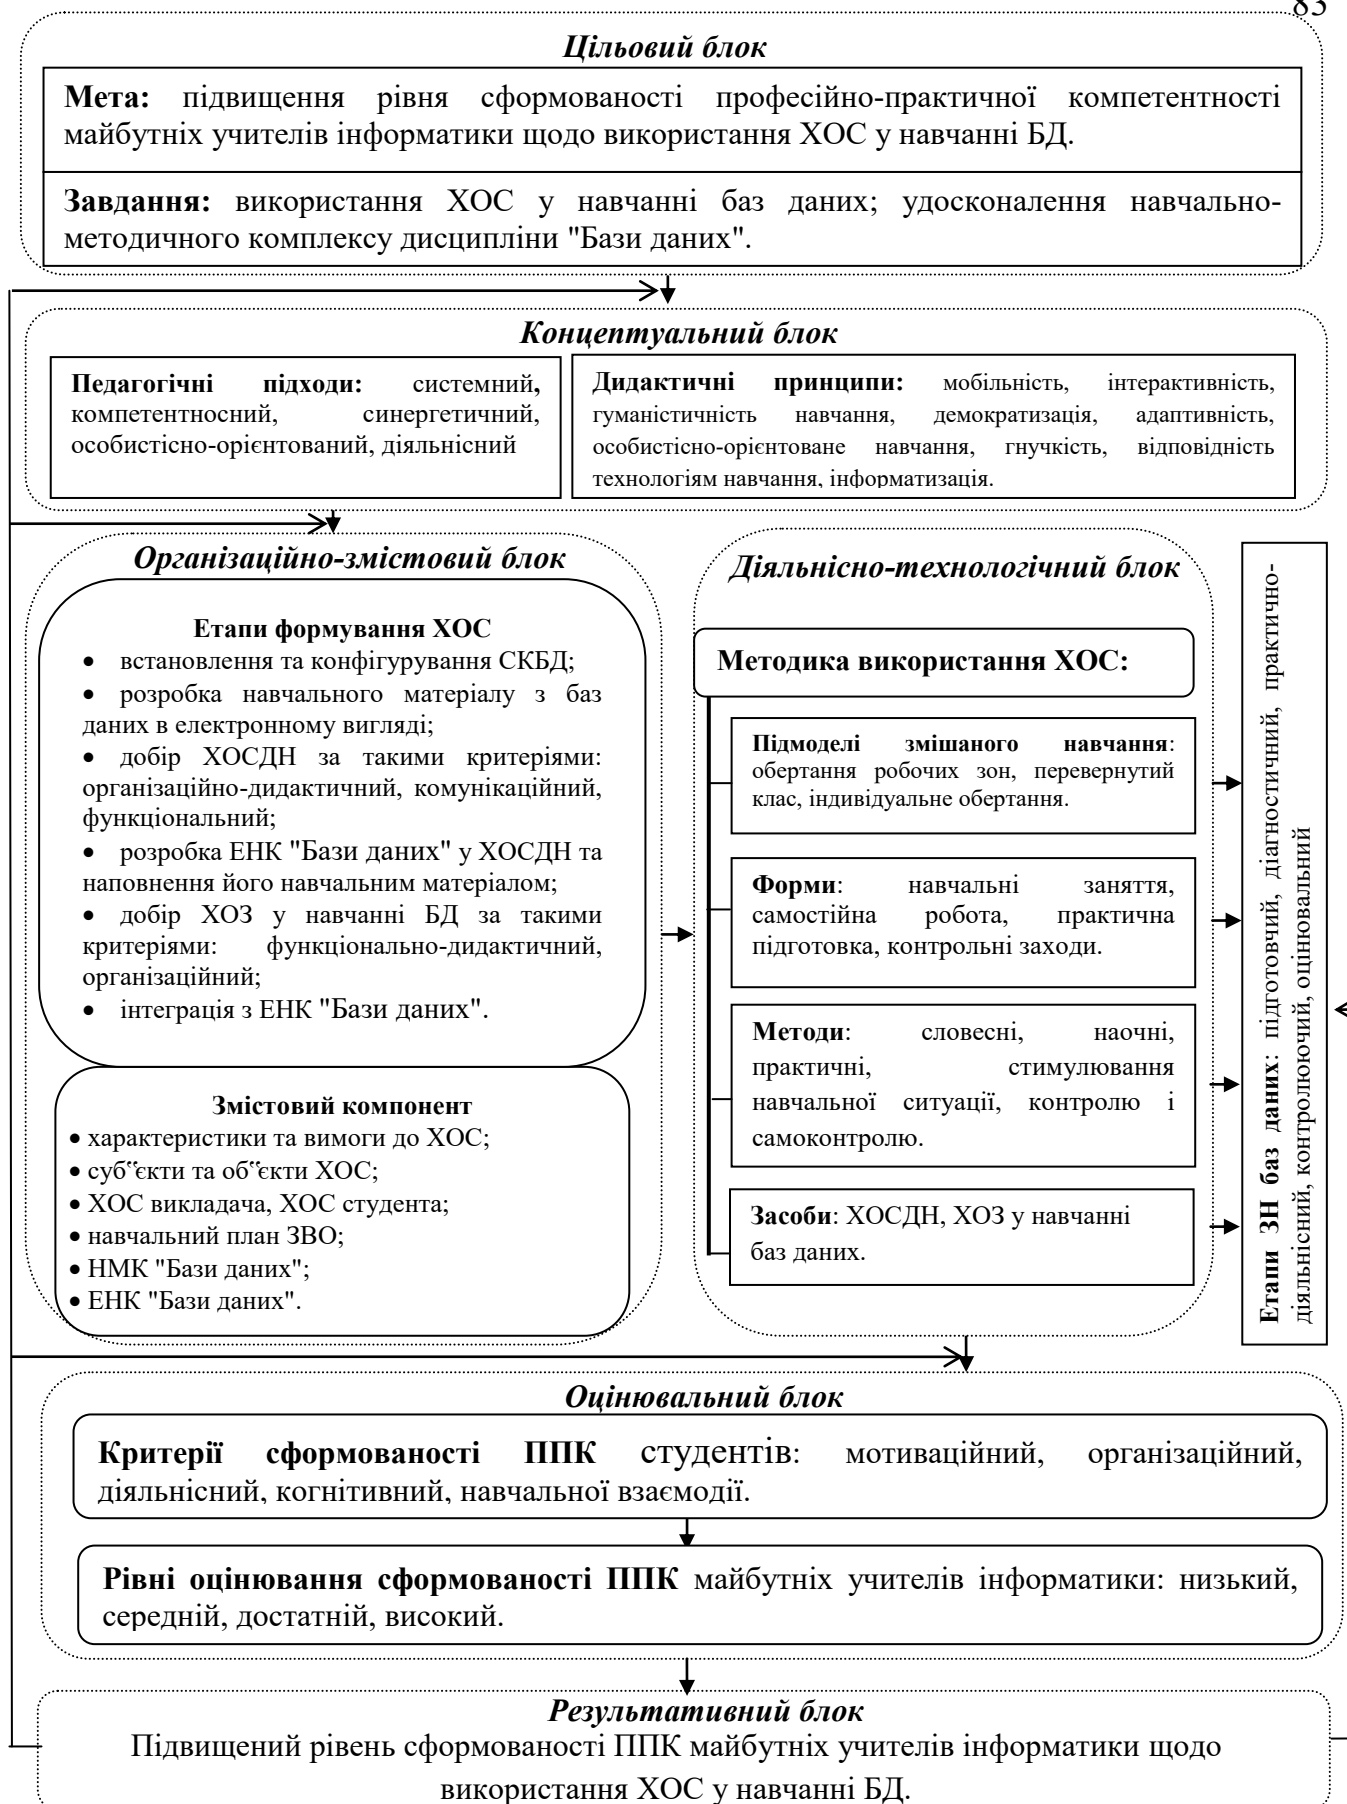 83
Цільовий блок
Мета: підвищення рівня сформованості професійно-практичної компетентності
майбутніх учителів інформатики щодо використання ХОС у навчанні БД.
Завдання: використання ХОС у навчанні баз даних; удосконалення навчально-
методичного комплексу дисципліни "Бази даних".
Концептуальний блок
Педагогічні підходи: системний,
компетентносний, синергетичний,
особистісно-орієнтований, діяльнісний
Дидактичні принципи: мобільність, інтерактивність,
гуманістичність навчання, демократизація, адаптивність,
особистісно-орієнтоване навчання, гнучкість, відповідність
технологіям навчання, інформатизація.
Організаційно-змістовий блок
Етапи формування ХОС
• встановлення та конфігурування СКБД;
• розробка навчального матеріалу з баз
даних в електронному вигляді;
• добір ХОСДН за такими критеріями:
організаційно-дидактичний, комунікаційний,
функціональний;
• розробка ЕНК "Бази даних" у ХОСДН та
наповнення його навчальним матеріалом;
• добір ХОЗ у навчанні БД за такими
критеріями: функціонально-дидактичний,
організаційний;
• інтеграція з ЕНК "Бази даних".
Змістовий компонент
• характеристики та вимоги до ХОС;
• суб‟єкти та об‟єкти ХОС;
• ХОС викладача, ХОС студента;
• навчальний план ЗВО;
• НМК "Бази даних";
• ЕНК "Бази даних".
Діяльнісно-технологічний блок
Методика використання ХОС:
Підмоделі змішаного навчання:
обертання робочих зон, перевернутий
клас, індивідуальне обертання.
Форми: навчальні заняття,
самостійна робота, практична
підготовка, контрольні заходи.
Методи: словесні, наочні,
практичні, стимулювання
навчальної ситуації, контролю і
самоконтролю.
Засоби: ХОСДН, ХОЗ у навчанні
баз даних.
Етапи ЗН баз даних: підготовчий, діагностичний, практично-
діяльнісний, контролюючий, оцінювальний
Оцінювальний блок
Критерії сформованості ППК студентів: мотиваційний, організаційний,
діяльнісний, когнітивний, навчальної взаємодії.
Рівні оцінювання сформованості ППК майбутніх учителів інформатики: низький,
середній, достатній, високий.
Результативний блок
Підвищений рівень сформованості ППК майбутніх учителів інформатики щодо
використання ХОС у навчанні БД.